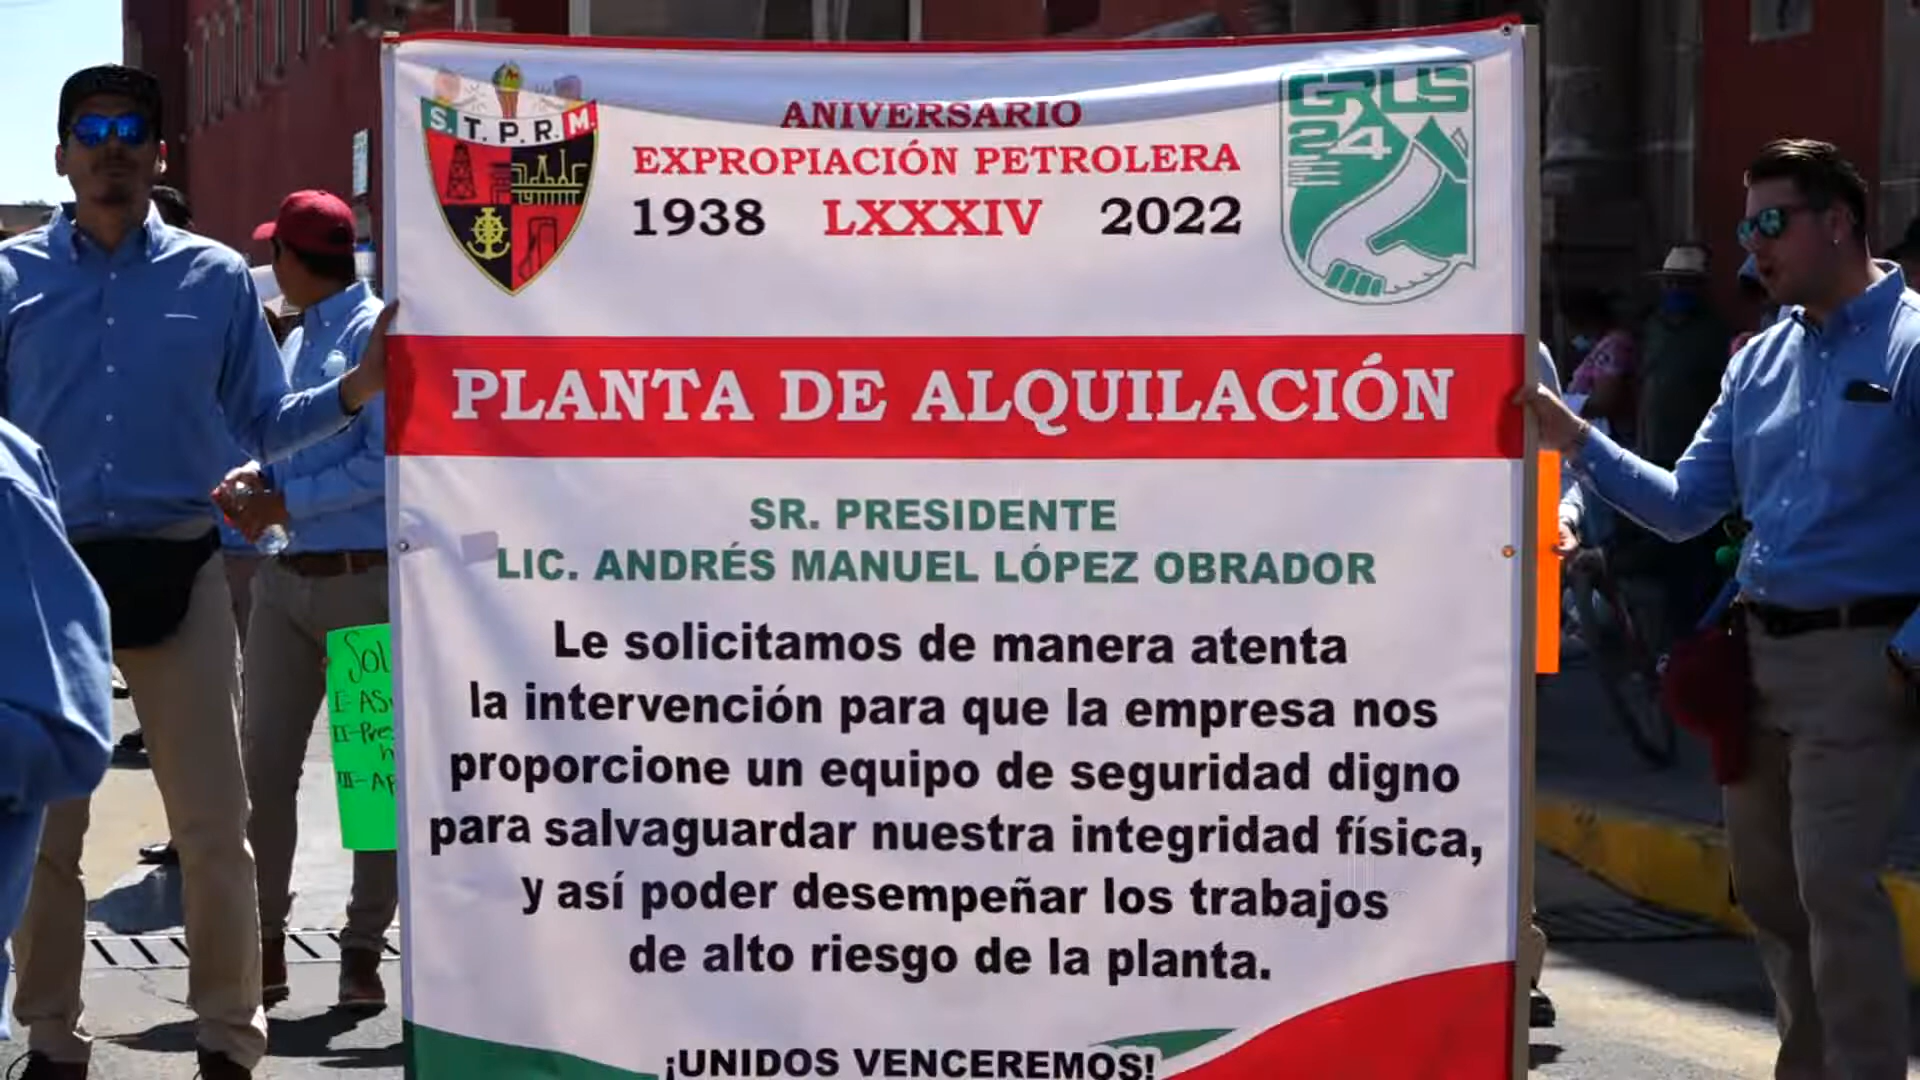 S. T. P. R. M.
GRUS
24
ANIVERSARIO
EXPROPIACIÓN PETROLERA
1938 LXXXIV 2022
PLANTA DE ALQUILACIÓN
SR. PRESIDENTE
LIC. ANDRÉS MANUEL LÓPEZ OBRADOR
Le solicitamos de manera atenta
la intervención para que la empresa nos
proporcione un equipo de seguridad digno
para salvaguardar nuestra integridad física,
y así poder desempeñar los trabajos
de alto riesgo de la planta.
¡UNIDOS VENCEREMOS!